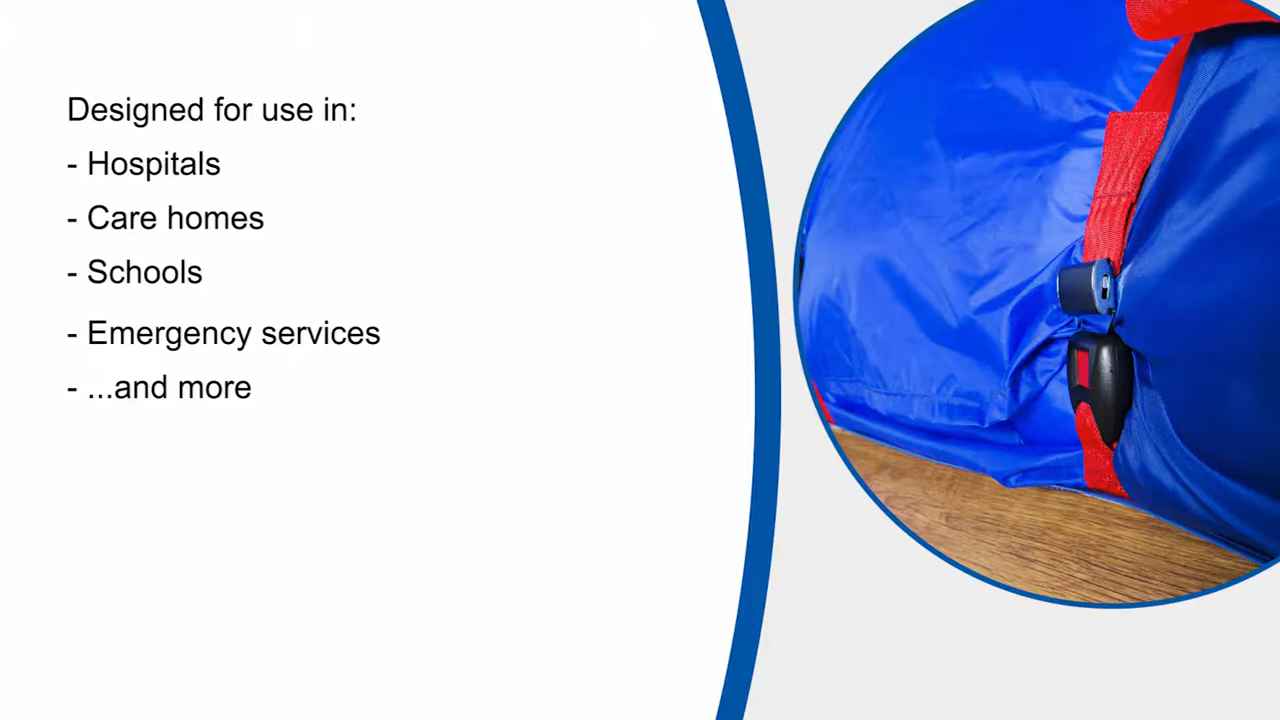 Designed for use in:
- Hospitals
- Care homes
- Schools
- Emergency services
- ...and more